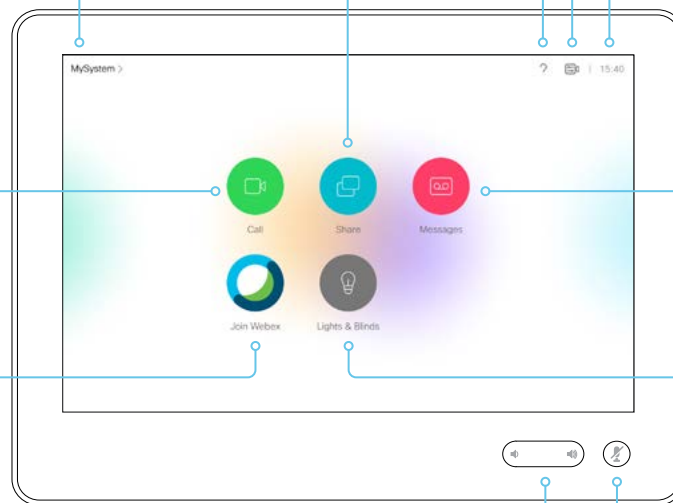 MySystem >
? 15:40
Call
Share
Messages
Join Webex
Lights & Blinds